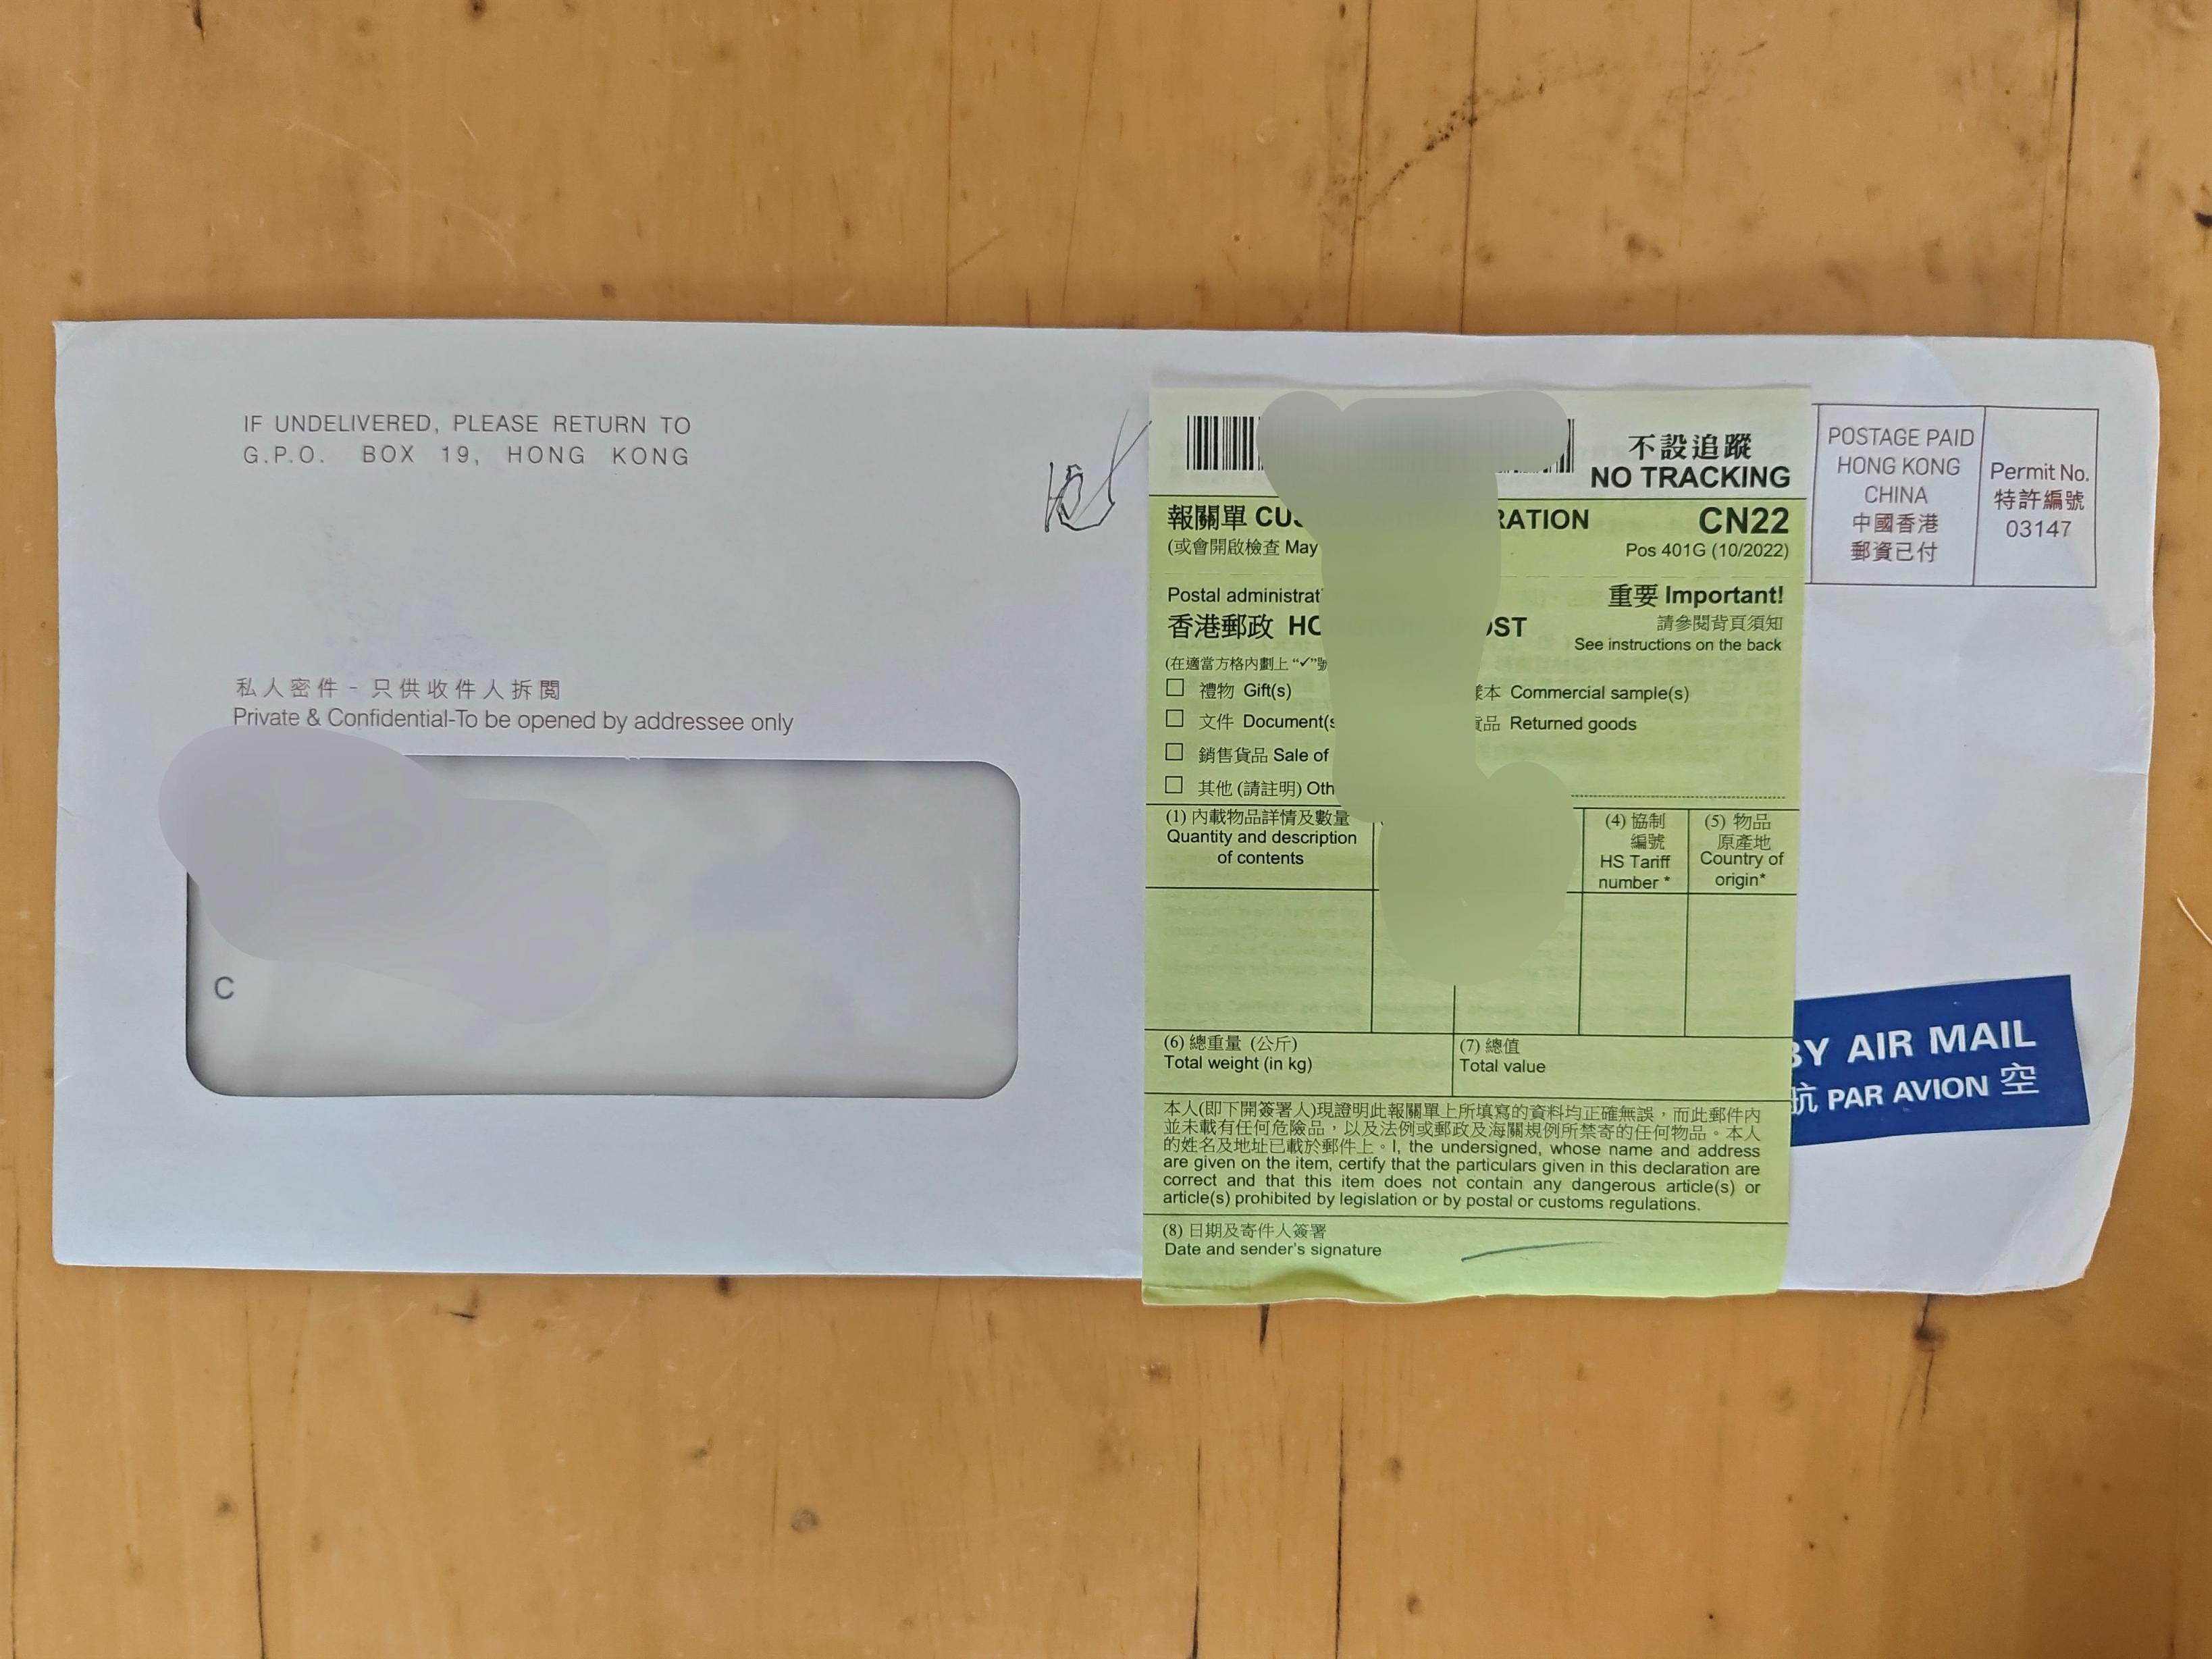 IF UNDELIVERED, PLEASE RETURN TO
G.P.O. BOX 19, HONG KONG
私人密件 - 只供收件人拆閱
Private & Confidential-To be opened by addressee only
C
不設追蹤
NO TRACKING
報關單 RATION CN22
(或會開啟檢查 May Pos 401G (10/2022)
Postal 重要 Important!
香港郵政 請參閱背頁須知
See instructions on the back
(在適當方格內劃上 “✓”號
禮物 Gift(s) 本 Commercial sample(s)
文件 Document(s 品 Returned goods
銷售貨品 Sale of
其他 (請註明)
(1) 內載物品詳情及數量
Quantity and description
of contents
(4) 協制
編號
HS Tariff
number *
(5) 物品
原產地
Country of
origin*
(6) 總重量 (公斤)
Total weight (in kg)
(7) 總值
Total value
本人(即下開簽署人)現證明此報關單上所填寫的資料均正確無誤，而此郵件內
並未載有任何危險品，以及法例或郵政及海關規例所禁寄的任何物品。本人
的姓名及地址已載於郵件上。I, the undersigned, whose name and address
are given on the item, certify that the particulars given in this declaration are
correct and that this item does not contain any dangerous article(s) or
article(s) prohibited by legislation or by postal or customs regulations.
(8) 日期及寄件人簽署
Date and sender's signature
POSTAGE PAID
HONG KONG
CHINA
中國香港
郵資已付
Permit No.
特許編號
03147
BY AIR MAIL
航 PAR AVION 空